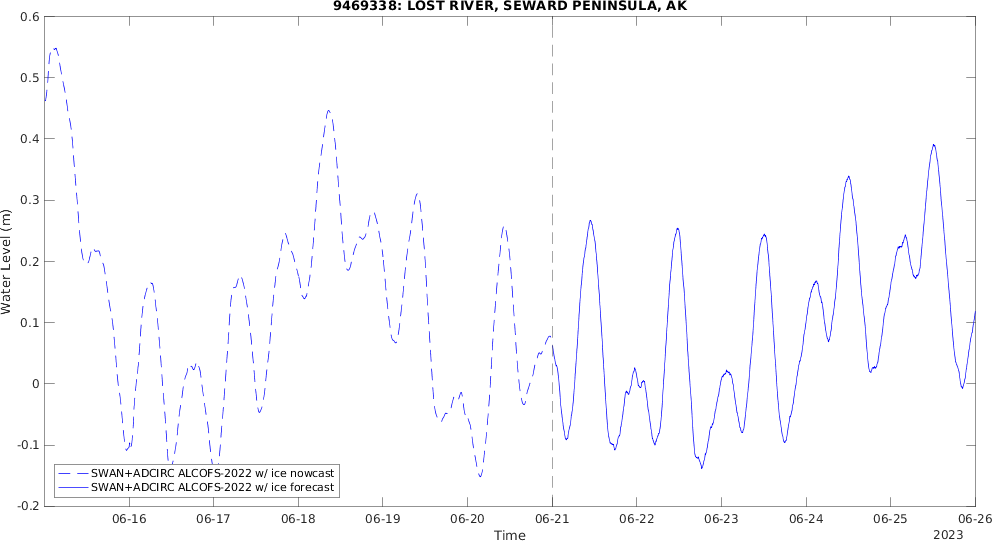 9469338: LOST RIVER, SEWARD PENINSULA, AK
0.6
0.5
0.4
0.3
0.2
0.1
0
-0.1
-0.2
Water Level (m)
SWAN+ADCIRC ALCOFS-2022 w/ ice nowcast
SWAN+ADCIRC ALCOFS-2022 w/ ice forecast
06-16 06-17 06-18 06-19 06-20 06-21 06-22 06-23 06-24 06-25 06-26
Time
2023